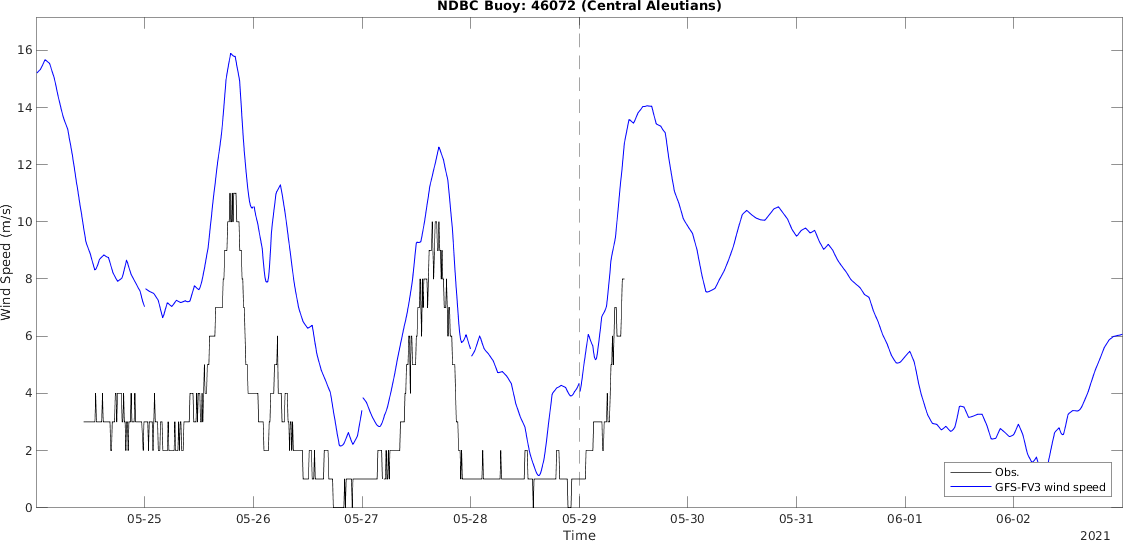 NDBC Buoy: 46072 (Central Aleutians)
Wind Speed (m/s)
16
14
12
10
8
6
4
2
0
Obs.
GFS-FV3 wind speed
05-25 05-26 05-27 05-28 05-29 05-30 05-31 06-01 06-02
Time
2021